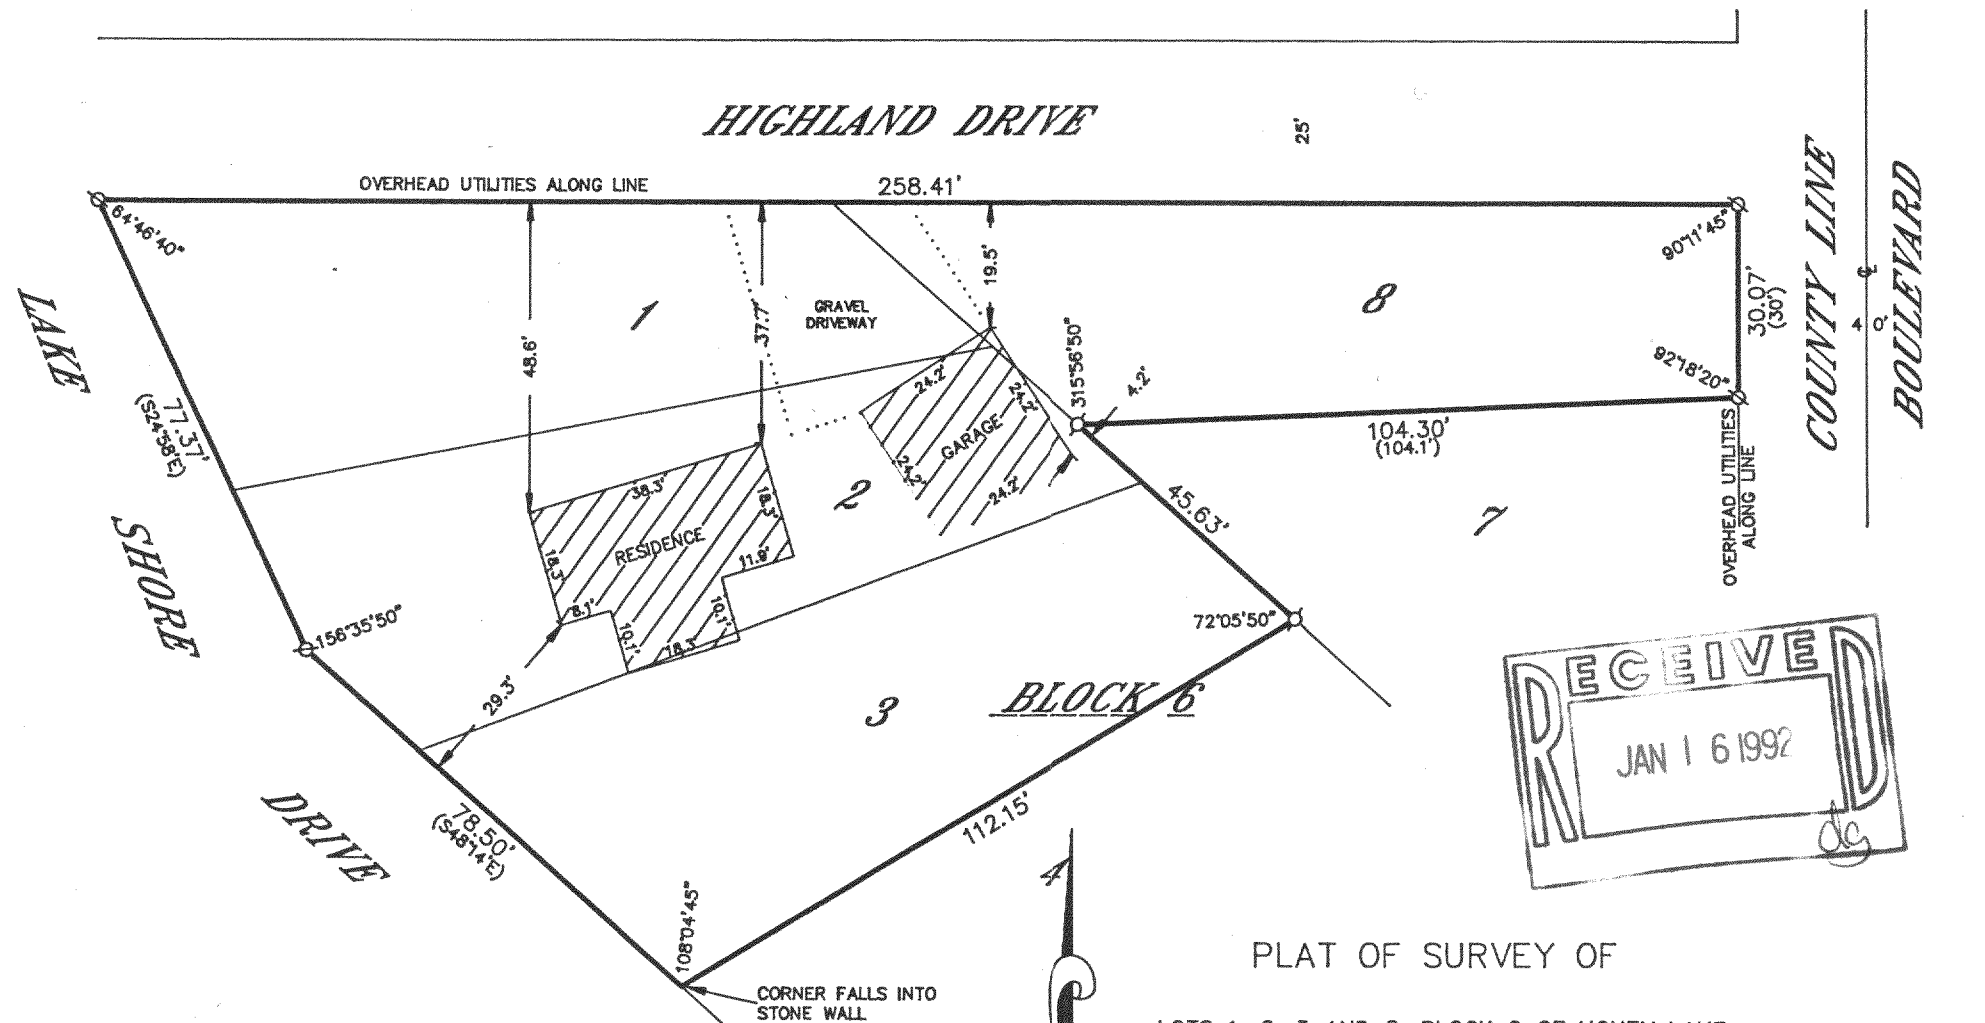 HIGHLAND DRIVE
25'
OVERHEAD UTILITIES ALONG LINE
258.41'
64°46'40"
90°11'45"
COUNTY LINE
BOULEVARD
40'
30.07'
(30')
92°18'20"
OVERHEAD UTILITIES
ALONG LINE
LAKE
SHORE
DRIVE
77.37'
(S24°58'E)
1
48.6'
37.7'
GRAVEL
DRIVEWAY
19.5'
8
315°56'50"
4.2'
104.30'
(104.1')
24.2'
24.2'
GARAGE
24.2'
24.2'
38.3'
18.3'
RESIDENCE
18.3'
11.9'
8.1'
10.1'
10.1'
18.3'
2
45.63'
7
156°35'50"
72°05'50"
29.3'
3
BLOCK 6
78.50'
(S48°14'E)
112.15'
108°04'45"
4
CORNER FALLS INTO
STONE WALL
RECEIVED
JAN 16 1992
dg
PLAT OF SURVEY OF